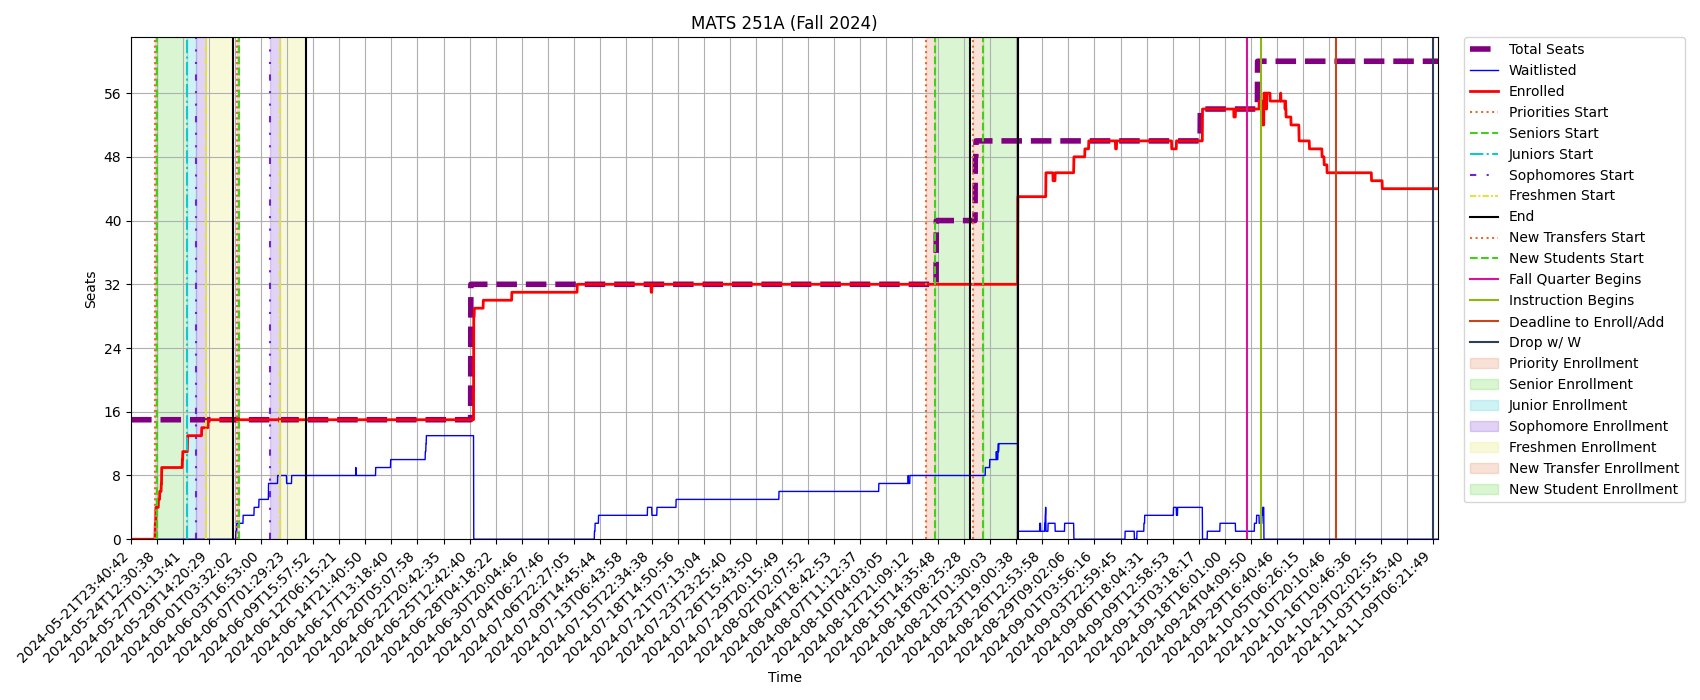 MATS 251A (Fall 2024)
Seats
56
48
40
32
24
16
8
0
2024-05-21T23:40:42
2024-05-24T12:30:38
2024-05-27T01:13:41
2024-05-29T14:20:29
2024-06-01T03:32:02
2024-06-03T16:53:00
2024-06-07T01:29:23
2024-06-09T15:57:52
2024-06-12T06:15:21
2024-06-14T21:40:50
2024-06-17T13:18:40
2024-06-22T05:07:58
2024-06-22T20:42:35
2024-06-25T12:42:40
2024-06-28T04:18:22
2024-06-30T20:04:46
2024-07-04T06:27:46
2024-07-06T22:27:05
2024-07-09T14:45:44
2024-07-13T06:43:58
2024-07-15T22:34:38
2024-07-18T14:50:56
2024-07-21T07:13:04
2024-07-23T23:25:40
2024-07-26T15:43:50
2024-07-29T20:15:49
2024-08-02T02:07:52
2024-08-04T18:42:53
2024-08-07T11:12:37
2024-08-10T04:03:05
2024-08-12T21:09:12
2024-08-15T14:35:48
2024-08-18T08:25:28
2024-08-21T01:30:03
2024-08-23T19:00:38
2024-08-26T12:53:58
2024-08-29T09:02:06
2024-09-01T03:56:16
2024-09-03T22:59:45
2024-09-06T18:04:31
2024-09-09T12:58:53
2024-09-13T03:18:17
2024-09-18T16:01:00
2024-09-24T04:09:50
2024-09-29T16:40:46
2024-10-05T06:26:15
2024-10-10T20:10:46
2024-10-16T10:46:36
2024-10-29T02:02:55
2024-11-03T15:45:40
2024-11-09T06:21:49
Time
Total Seats
Waitlisted
Enrolled
Priorities Start
Seniors Start
Juniors Start
Sophomores Start
Freshmen Start
End
New Transfers Start
New Students Start
Fall Quarter Begins
Instruction Begins
Deadline to Enroll/Add
Drop w/ W
Priority Enrollment
Senior Enrollment
Junior Enrollment
Sophomore Enrollment
Freshmen Enrollment
New Transfer Enrollment
New Student Enrollment